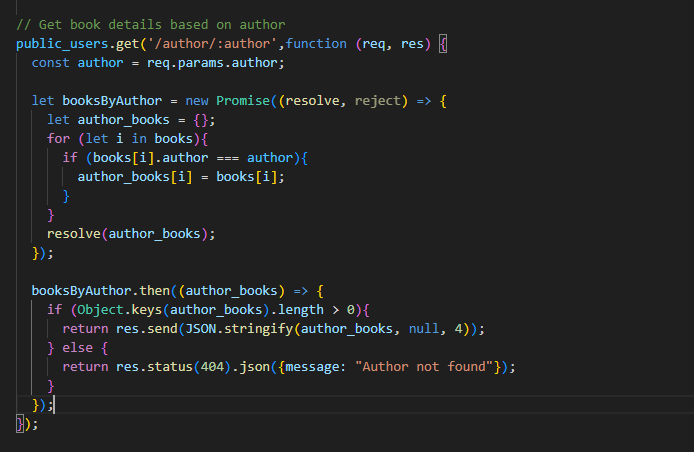 // Get book details based on author
public_users.get('/author/:author',function (req, res) {
  const author = req.params.author;

  let booksByAuthor = new Promise((resolve, reject) => {
    let author_books = {};
    for (let i in books){
      if (books[i].author === author){
        author_books[i] = books[i];
      }
    }
    resolve(author_books);
  });

  booksByAuthor.then((author_books) => {
    if (Object.keys(author_books).length > 0){
      return res.send(JSON.stringify(author_books, null, 4));
    } else {
      return res.status(404).json({message: "Author not found"});
    }
  });
});